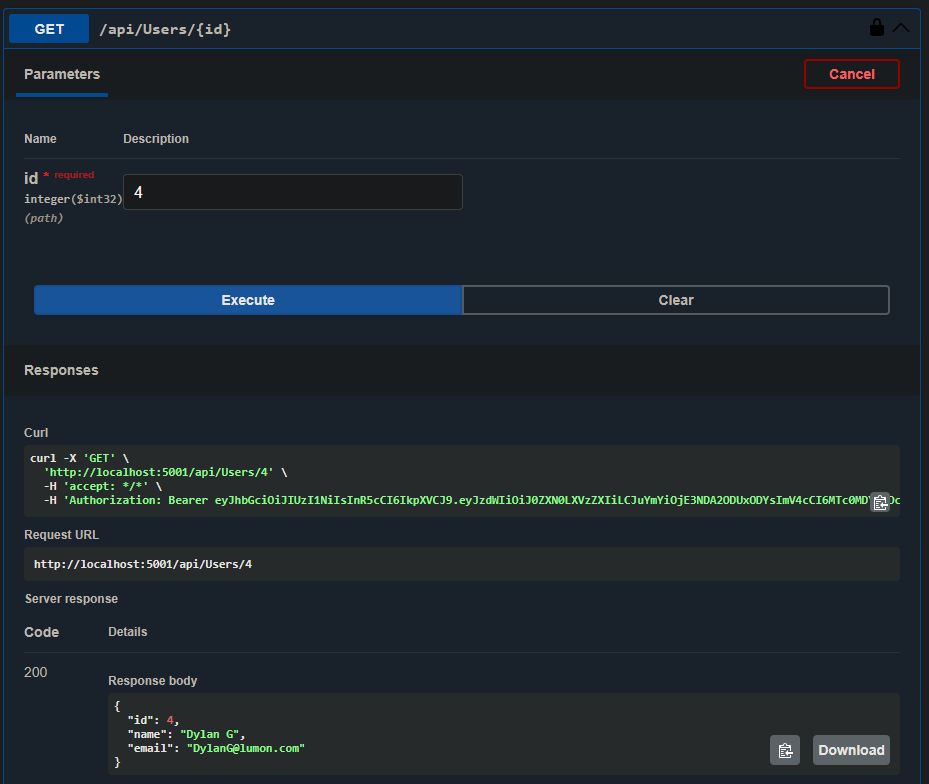 GET /api/Users/{id}
Parameters
Cancel
Name Description
id * required
integer($int32)
(path)
4
Execute Clear
Responses
Curl
curl -X 'GET' \
'http://localhost:5001/api/Users/4' \
-H 'accept: */*' \
-H 'Authorization: Bearer eyJhbGciOiJIUzI1NiIsInR5cCI6IkpXVCJ9.eyJzdWIiOiJ0ZXN0LXVzZXIiLCJuYmYiOjE3NDA2ODUxODYsImV4cCI6MTc0MD
Request URL
http://localhost:5001/api/Users/4
Server response
Code Details
200
Response body
{
"id": 4,
"name": "Dylan G",
"email": "DylanG@lumon.com"
}
Download